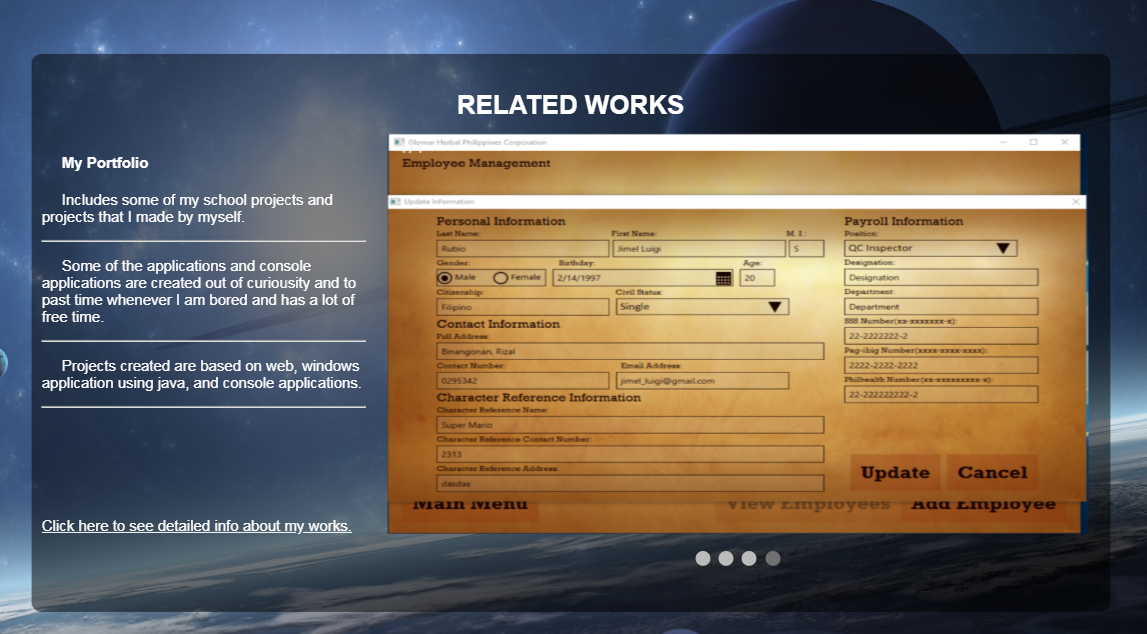 RELATED WORKS
My Portfolio
Includes some of my school projects and
projects that I made by myself.
Some of the applications and console
applications are created out of curiousity and to
past time whenever I am bored and has a lot of
free time.
Projects created are based on web, windows
application using java, and console applications.
Click here to see detailed info about my works.
Glomar Herbal Philippines Corporation
Employee Management
Update Information
Personal Information
Last Name: First Name: M. I.:
Rubio Jimel Luigi S
Gender: Birthday: Age:
Male Female 2/14/1997 20
Citizenship: Civil Status:
Filipino Single
Contact Information
Full Address:
Binangonan, Rizal
Contact Number: Email Address:
0295342 jimel_luigi@gmail.com
Character Reference Information
Character Reference Name:
Super Mario
Character Reference Contact Number:
2313
Character Reference Address:
dasdas
Payroll Information
Position:
QC Inspector
Designation:
Designation
Department:
Department
SSS Number(xx-xxxxxxx-x):
22-2222222-2
Pag-ibig Number(xxxx-xxxx-xxxx):
2222-2222-2222
Philhealth Number(xx-xxxxxxxxx-x):
22-222222222-2
Update Cancel
Main Menu View Employees Add Employee